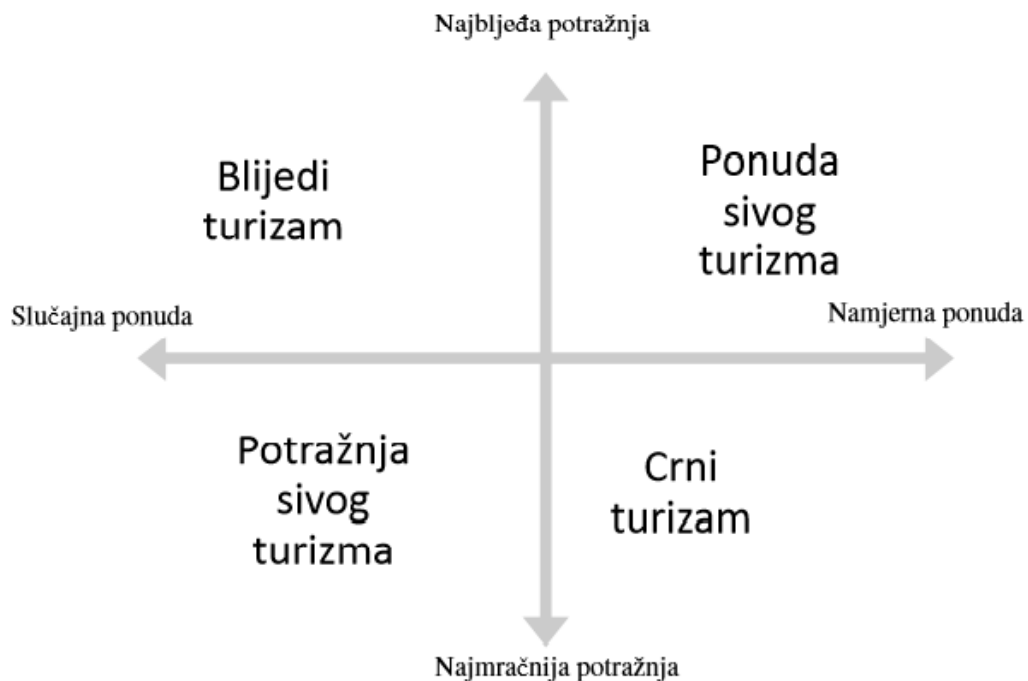 Najbljeđa potražnja
Blijedi
turizam
Ponuda
sivog
turizma
Slučajna ponuda
Namjerna ponuda
Potražnja
sivog
turizma
Crni
turizam
Najmračnija potražnja